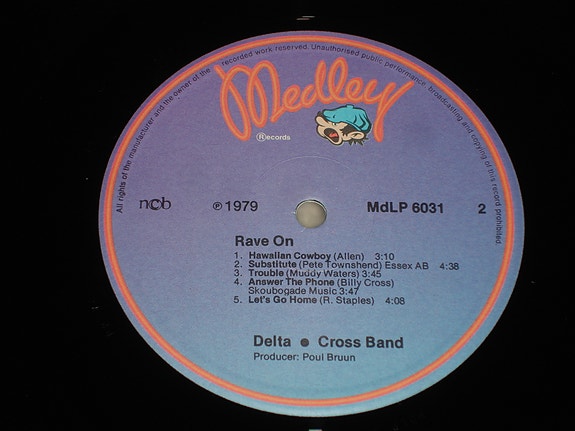 All rights of the manufacturer and the owner of the recorded work reserved. Unauthorised public performance, broadcasting and copying of this record prohibited.
Medley
Records
ncb
℗ 1979
MdLP 6031
2
Rave On
1. Hawaiian Cowboy (Allen) 3:10
2. Substitute (Pete Townshend) Essex AB 4:38
3. Trouble (Muddy Waters) 3:45
4. Answer The Phone (Billy Cross)
Skoubogade Music 3:47
5. Let's Go Home (R. Staples) 4:08
Delta ● Cross Band
Producer: Poul Bruun